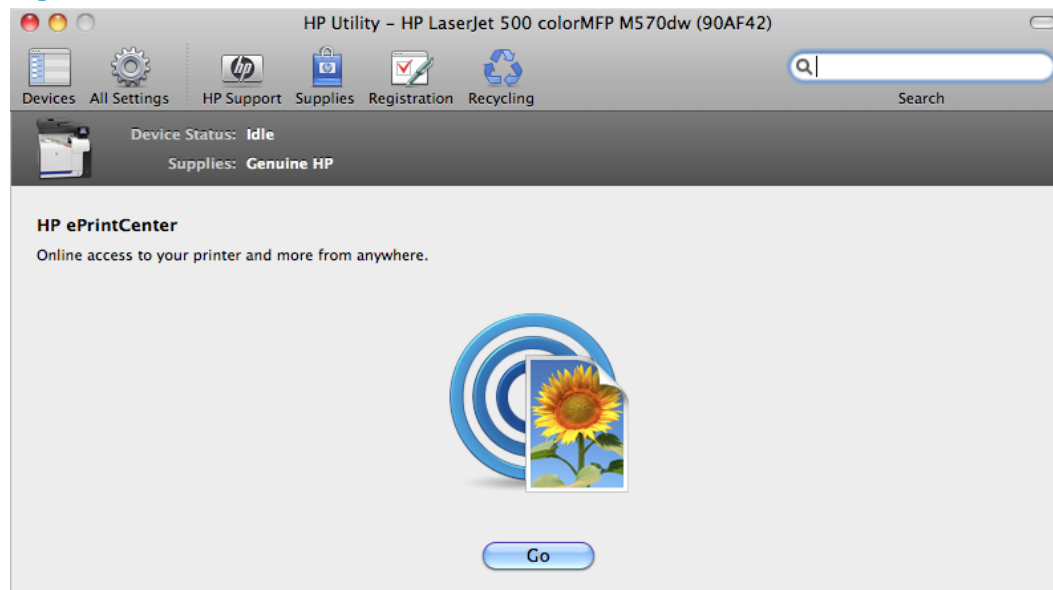 HP Utility – HP LaserJet 500 colorMFP M570dw (90AF42)
Devices All Settings HP Support Supplies Registration Recycling Search
Device Status: Idle
Supplies: Genuine HP
HP ePrintCenter
Online access to your printer and more from anywhere.
Go